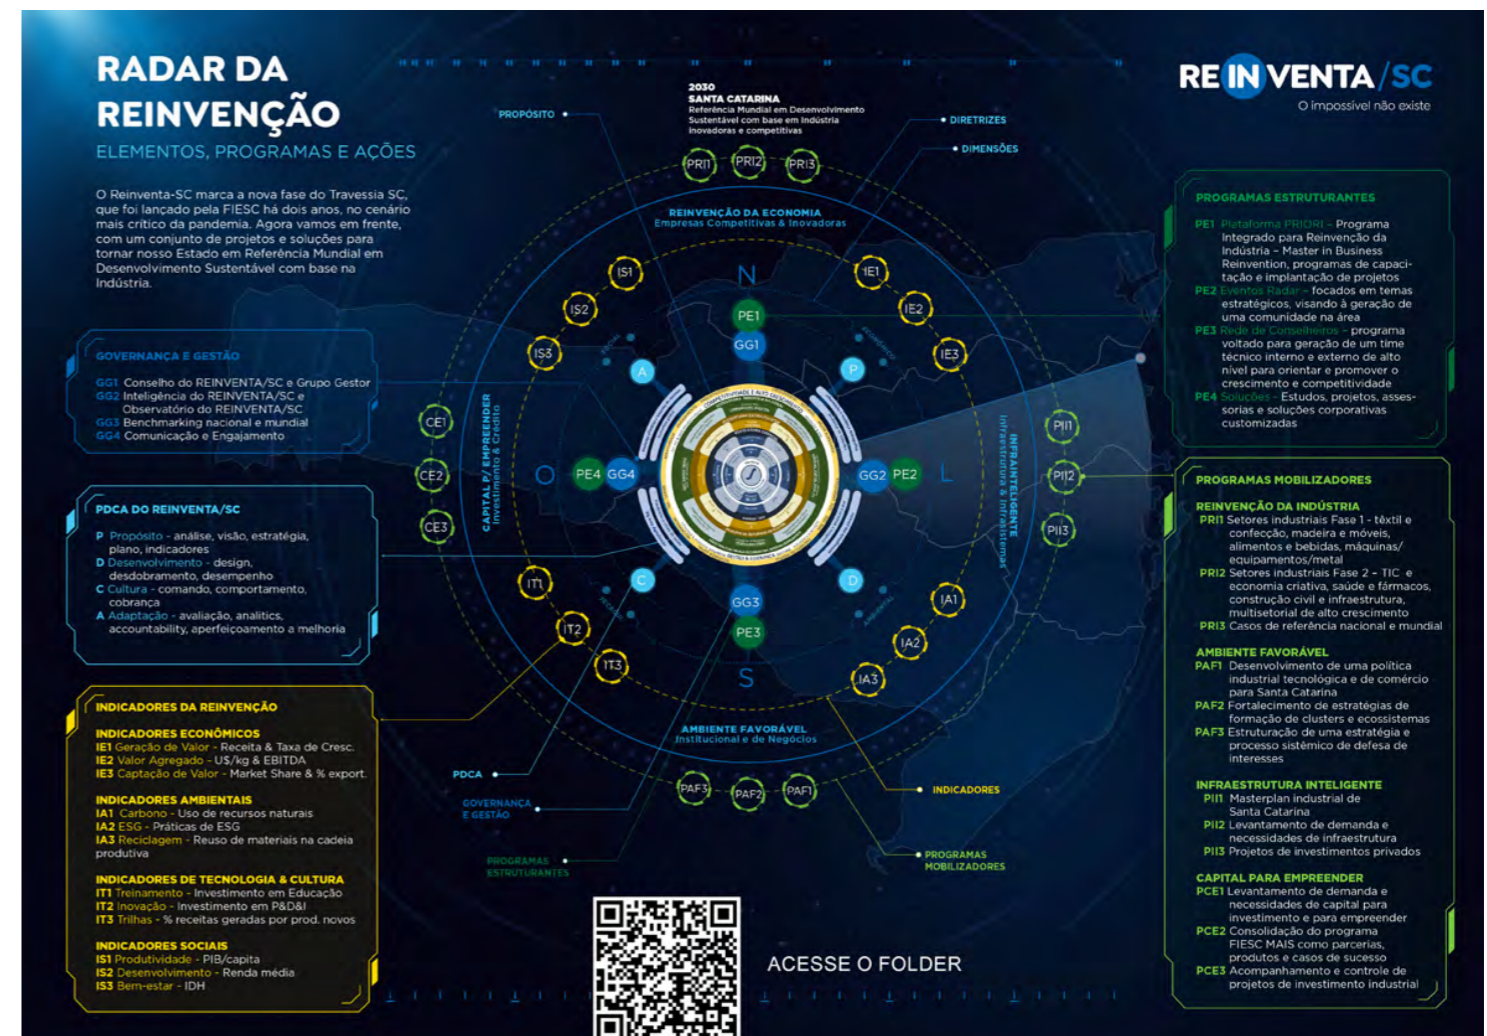 RADAR DA
REINVENÇÃO
ELEMENTOS, PROGRAMAS E AÇÕES
O Reinventa-SC marca a nova fase do Travessia SC,
que foi lançado pela FIESC há dois anos, no cenário
mais crítico da pandemia. Agora vamos em frente,
com um conjunto de projetos e soluções para
tornar nosso Estado em Referência Mundial em
Desenvolvimento Sustentável com base na
Indústria.
GOVERNANÇA E GESTÃO
GG1 Conselho do REINVENTA/SC e Grupo Gestor
GG2 Inteligência do REINVENTA/SC e
Observatório do REINVENTA/SC
GG3 Benchmarking nacional e mundial
GG4 Comunicação e Engajamento
PDCA DO REINVENTA/SC
P Propósito - análise, visão, estratégia,
plano, indicadores
D Desenvolvimento - design,
desdobramento, desempenho
C Cultura - comando, comportamento,
cobrança
A Adaptação - avaliação, analitics,
accountability, aperfeiçoamento a melhoria
INDICADORES DA REINVENÇÃO
INDICADORES ECONÔMICOS
IE1 Geração de Valor - Receita & Taxa de Cresc.
IE2 Valor Agregado - U$/kg & EBITDA
IE3 Captação de Valor - Market Share & % export.
INDICADORES AMBIENTAIS
IA1 Carbono - Uso de recursos naturais
IA2 ESG - Práticas de ESG
IA3 Reciclagem - Reuso de materiais na cadeia
produtiva
INDICADORES DE TECNOLOGIA & CULTURA
IT1 Treinamento - Investimento em Educação
IT2 Inovação - Investimento em P&D&I
IT3 Trilhas - % receitas geradas por prod. novos
INDICADORES SOCIAIS
IS1 Produtividade - PIB/capita
IS2 Desenvolvimento - Renda média
IS3 Bem-estar - IDH
2030
SANTA CATARINA
Referência Mundial em Desenvolvimento
Sustentável com base em Indústria
Inovadoras e competitivas
PROPÓSITO
DIRETRIZES
DIMENSÕES
PRI1 PRI2 PRI3
REINVENÇÃO DA ECONOMIA
Empresas Competitivas & Inovadoras
N
IS1
IE1
IS2
IE2
PE1
IS3
GG1
IE3
ECONÔMICO
A
P
COMPETITIVIDADE E ALTO CRESCIMENTO
CE1
CE2
CE3
CAPITAL P/ EMPREENDER
Investimento & Crédito
O
PE4 GG4
GG2 PE2
L
INFRAINTELIGENTE
Infraestrutura & Infrasistemas
PII1
PII2
PII3
C
D
AMBIENTAL
IT1
IT2
IT3
GG3
PE3
IA1
IA2
IA3
S
AMBIENTE FAVORÁVEL
Institucional e de Negócios
PAF3 PAF2 PAF1
PDCA
GOVERNANÇA
E GESTÃO
PROGRAMAS
ESTRUTURANTES
INDICADORES
PROGRAMAS
MOBILIZADORES
ACESSE O FOLDER
REINVENTA/SC
O impossível não existe
PROGRAMAS ESTRUTURANTES
PE1 Plataforma PRIORI - Programa
Integrado para Reinvenção da
Indústria - Master in Business
Reinvention, programas de capaci-
tação e implantação de projetos
PE2 Eventos Radar - focados em temas
estratégicos, visando à geração de
uma comunidade na área
PE3 Rede de Conselheiros - programa
voltado para geração de um time
técnico interno e externo de alto
nível para orientar e promover o
crescimento e competitividade
PE4 Soluções - Estudos, projetos, asses-
sorias e soluções corporativas
customizadas
PROGRAMAS MOBILIZADORES
REINVENÇÃO DA INDÚSTRIA
PRI1 Setores industriais Fase 1 - têxtil e
confecção, madeira e móveis,
alimentos e bebidas, máquinas/
equipamentos/metal
PRI2 Setores industriais Fase 2 - TIC e
economia criativa, saúde e fármacos,
construção civil e infraestrutura,
multisetorial de alto crescimento
PRI3 Casos de referência nacional e mundial
AMBIENTE FAVORÁVEL
PAF1 Desenvolvimento de uma política
industrial tecnológica e de comércio
para Santa Catarina
PAF2 Fortalecimento de estratégias de
formação de clusters e ecossistemas
PAF3 Estruturação de uma estratégia e
processo sistêmico de defesa de
interesses
INFRAESTRUTURA INTELIGENTE
PII1 Masterplan industrial de
Santa Catarina
PII2 Levantamento de demanda e
necessidades de infraestrutura
PII3 Projetos de investimentos privados
CAPITAL PARA EMPREENDER
PCE1 Levantamento de demanda e
necessidades de capital para
investimento e para empreender
PCE2 Consolidação do programa
FIESC MAIS como parcerias,
produtos e casos de sucesso
PCE3 Acompanhamento e controle de
projetos de investimento industrial